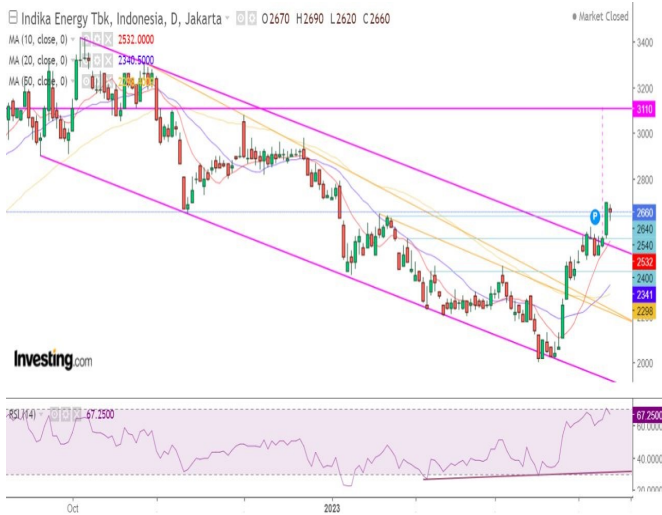 Indika Energy Tbk, Indonesia, D, Jakarta O2670 H2690 L2620 C2660
Market Closed
MA (10, close, 0) 2532.0000
MA (20, close, 0) 2340.5000
MA (50, close, 0)
3400
3200
3110
3000
2800
2660
P
2640
2540
2532
2400
2341
2298
2000
Investing.com
RSI (14) 67.2500
67.2500
60.0000
40.0000
20.0000
Oct
2023